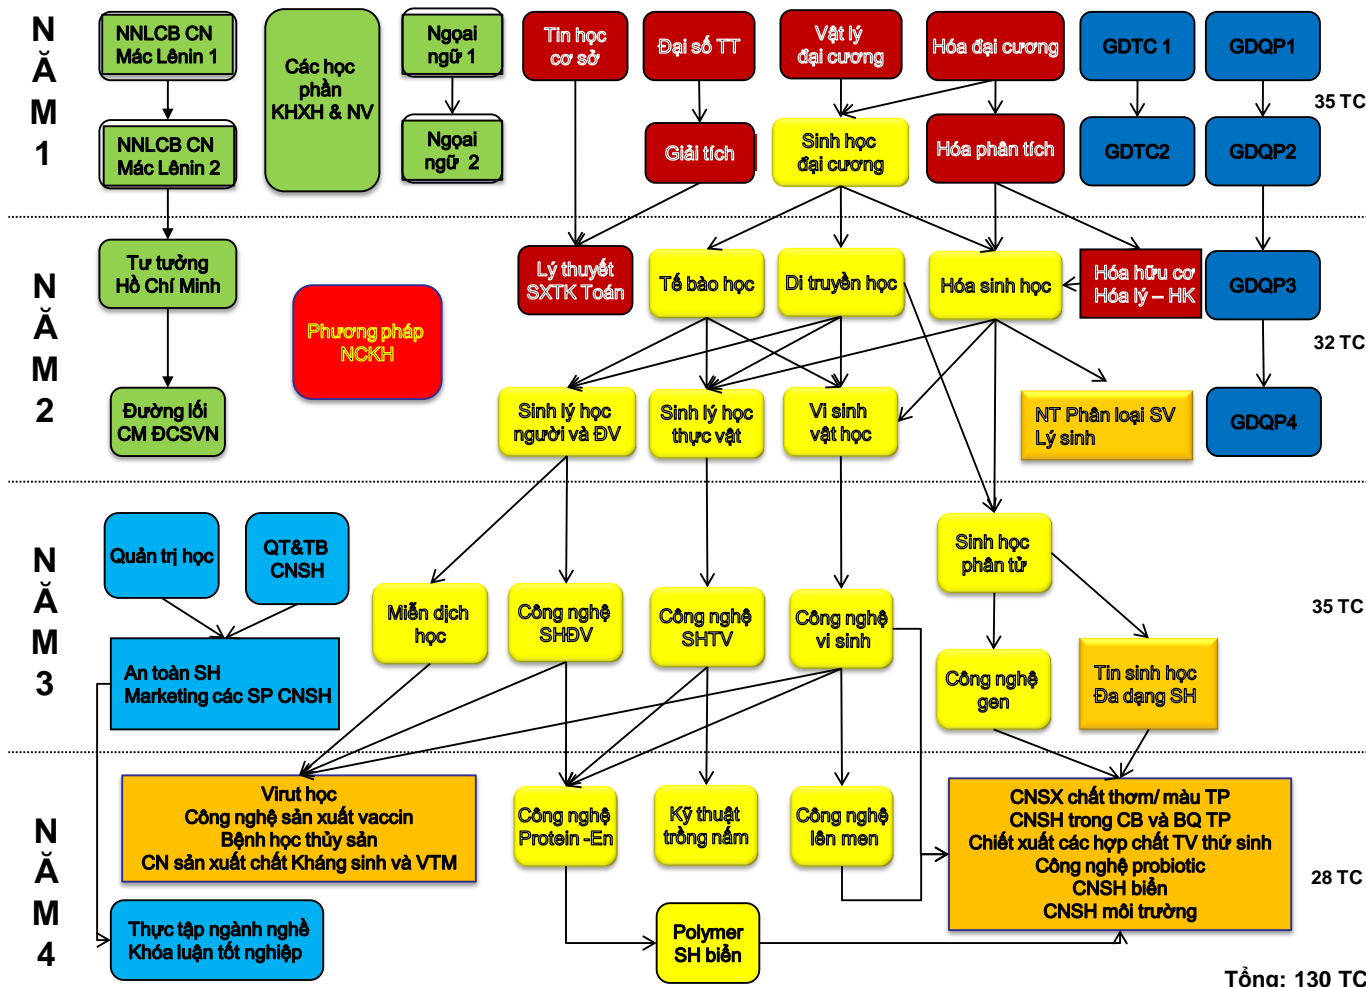 N
Ă
M
1
NNLCB CN
Mác Lênin 1
Các học
phần
KHXH & NV
Ngọai
ngữ 1
Tin học
cơ sở
Đại số TT
Vật lý
đại cương
Hóa đại cương
GDTC 1
GDQP1
35 TC
NNLCB CN
Mác Lênin 2
Ngọai
ngữ 2
Giải tích
Sinh học
đại cương
Hóa phân tích
GDTC2
GDQP2
N
Ă
M
2
Tư tưởng
Hồ Chí Minh
Phương pháp
NCKH
Lý thuyết
SXTK Toán
Tế bào học
Di truyền học
Hóa sinh học
Hóa hữu cơ
Hóa lý – HK
GDQP3
32 TC
Đường lối
CM ĐCSVN
Sinh lý học
người và ĐV
Sinh lý học
thực vật
Vi sinh
vật học
NT Phân loại SV
Lý sinh
GDQP4
N
Ă
M
3
Quản trị học
QT&TB
CNSH
Sinh học
phân tử
Miễn dịch
học
Công nghệ
SHĐV
Công nghệ
SHTV
Công nghệ
vi sinh
35 TC
An toàn SH
Marketing các SP CNSH
Công nghệ
gen
Tin sinh học
Đa dạng SH
N
Ă
M
4
Virut học
Công nghệ sản xuất vaccin
Bệnh học thủy sản
CN sản xuất chất Kháng sinh và VTM
Công nghệ
Protein -En
Kỹ thuật
trồng nấm
Công nghệ
lên men
CNSX chất thơm/ màu TP
CNSH trong CB và BQ TP
Chiết xuất các hợp chất TV thứ sinh
Công nghệ probiotic
CNSH biển
CNSH môi trường
28 TC
Thực tập ngành nghề
Khóa luận tốt nghiệp
Polymer
SH biển
Tổng: 130 TC